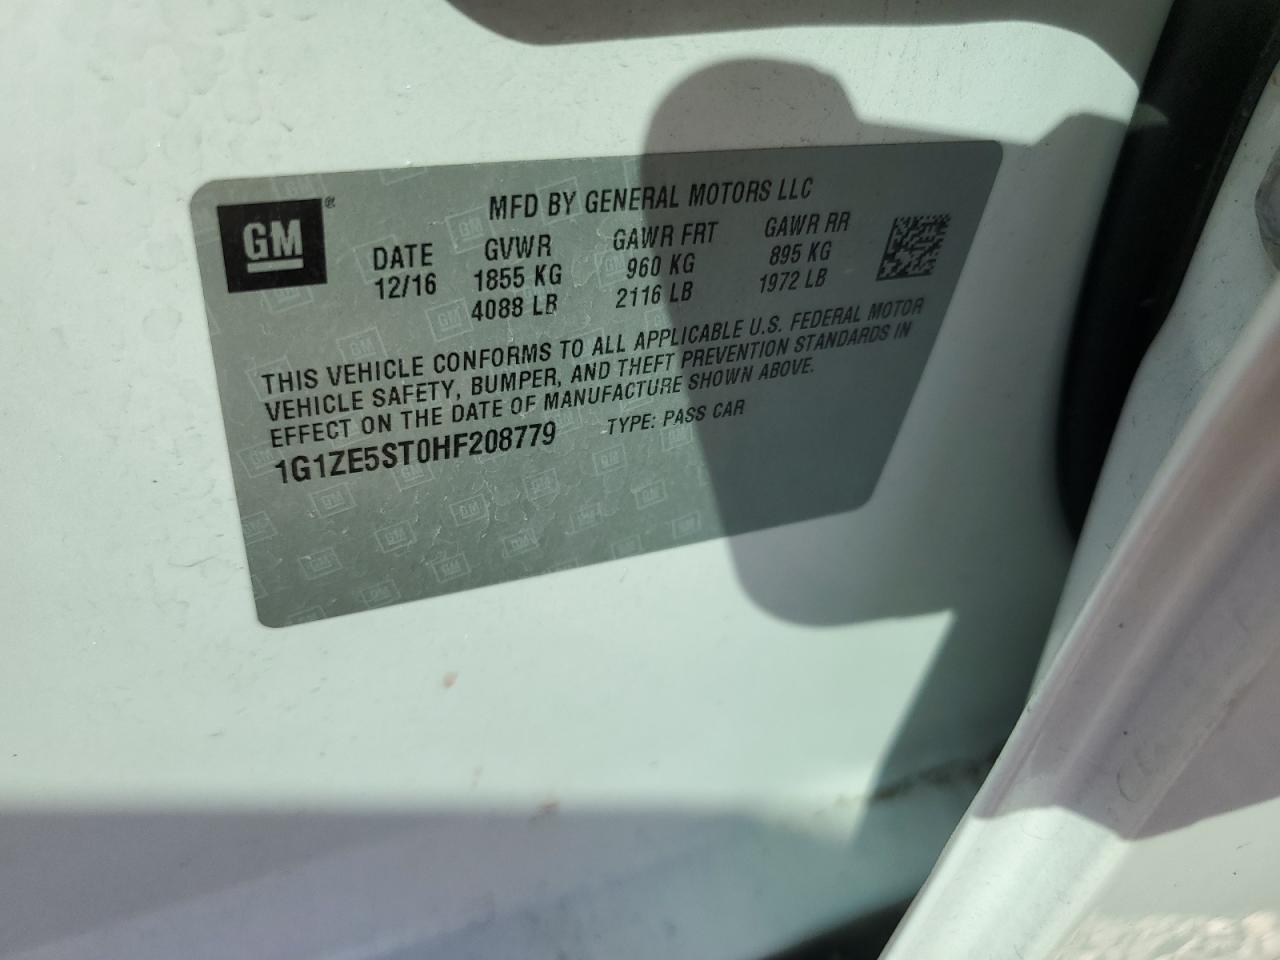 GM ®
MFD BY GENERAL MOTORS LLC
DATE GVWR GAWR FRT GAWR RR
12/16 1855 KG 960 KG 895 KG
4088 LB 2116 LB 1972 LB
THIS VEHICLE CONFORMS TO ALL APPLICABLE U.S. FEDERAL MOTOR
VEHICLE SAFETY, BUMPER, AND THEFT PREVENTION STANDARDS IN
EFFECT ON THE DATE OF MANUFACTURE SHOWN ABOVE.
1G1ZE5ST0HF208779 TYPE: PASS CAR